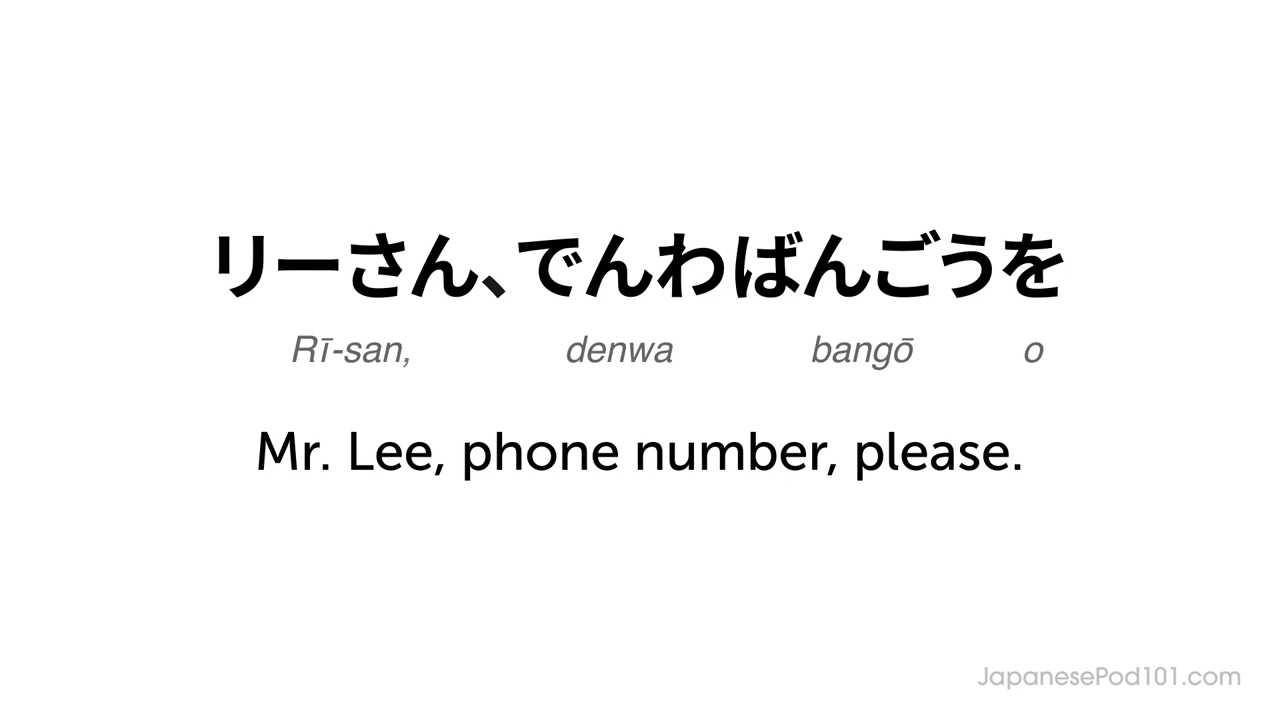 リーさん、でんわばんごうを
Rī-san, denwa bangō o
Mr. Lee, phone number, please.
JapanesePod101.com